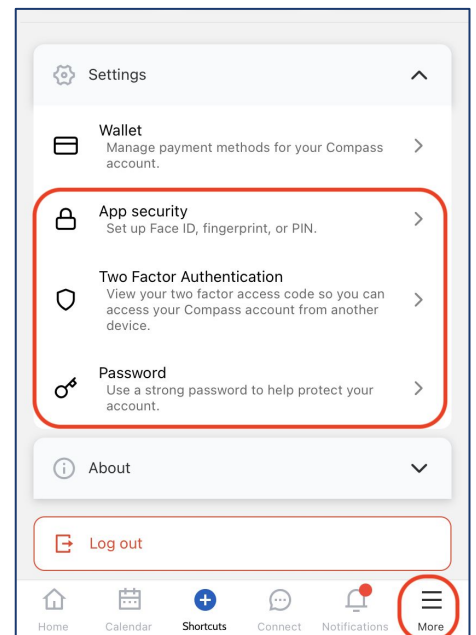 Settings
Wallet
Manage payment methods for your Compass
account.
App security
Set up Face ID, fingerprint, or PIN.
Two Factor Authentication
View your two factor access code so you can
access your Compass account from another
device.
Password
Use a strong password to help protect your
account.
About
Log out
Home Calendar Shortcuts Connect Notifications More